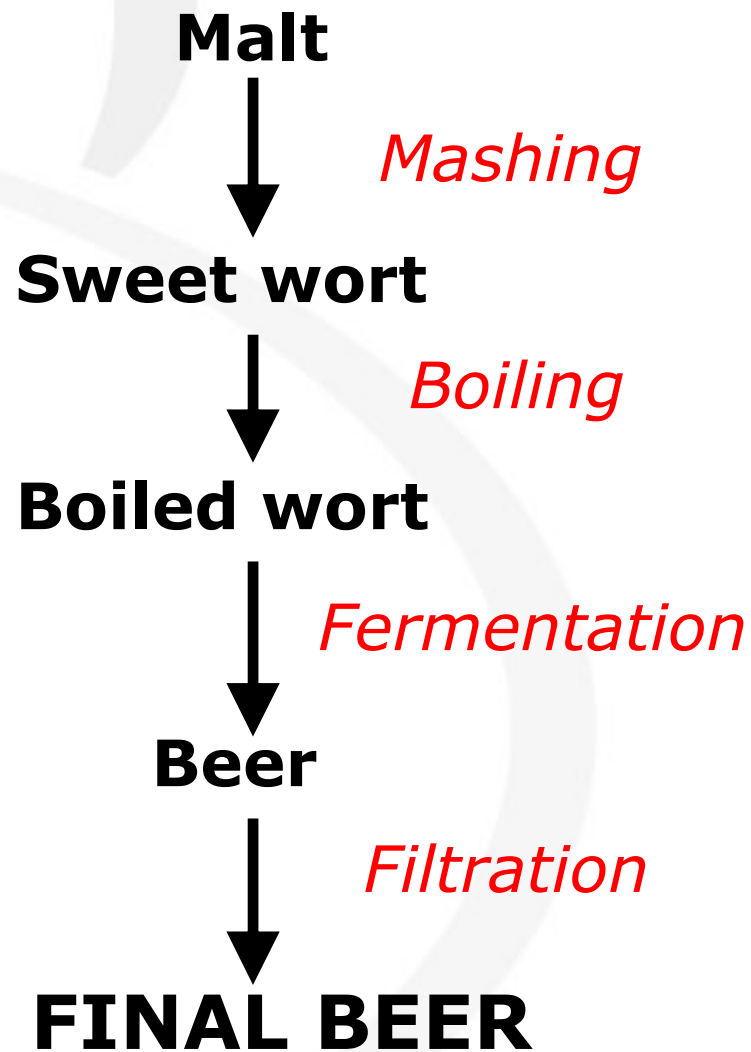 Malt
Mashing
Sweet wort
Boiling
Boiled wort
Fermentation
Beer
Filtration
FINAL BEER